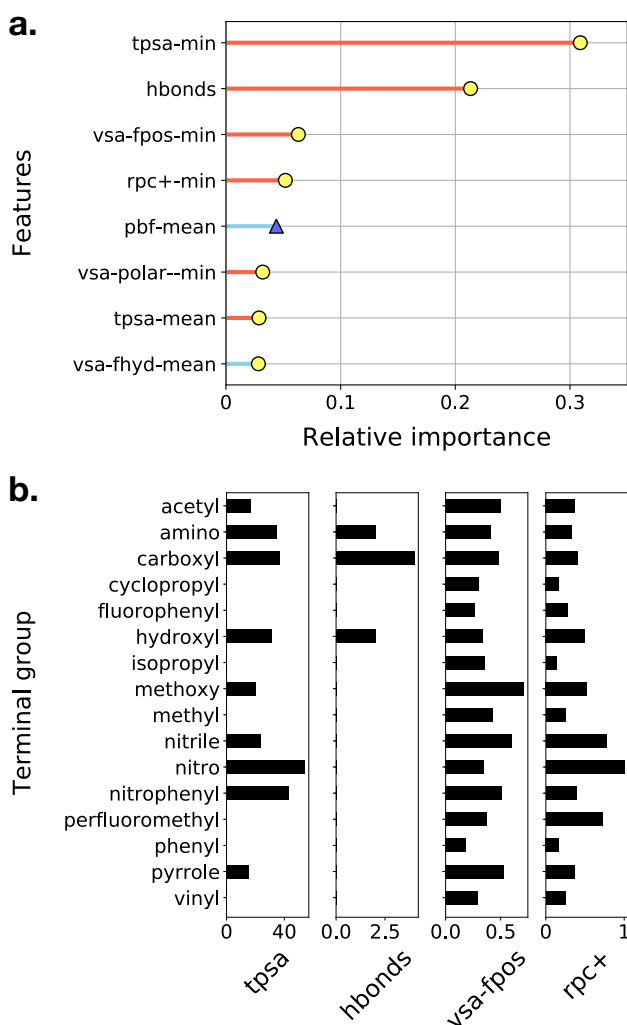 a.
Features
tpsa-min
hbonds
vsa-fpos-min
rpc+-min
pbf-mean
vsa-polar--min
tpsa-mean
vsa-fhyd-mean
0 0.1 0.2 0.3
Relative importance
b.
Terminal group
acetyl
amino
carboxyl
cyclopropyl
fluorophenyl
hydroxyl
isopropyl
methoxy
methyl
nitrile
nitro
nitrophenyl
perfluoromethyl
phenyl
pyrrole
vinyl
0 40 0.0 2.5 0.0 0.5 0 1
tpsa hbonds vsa-fpos rpc+